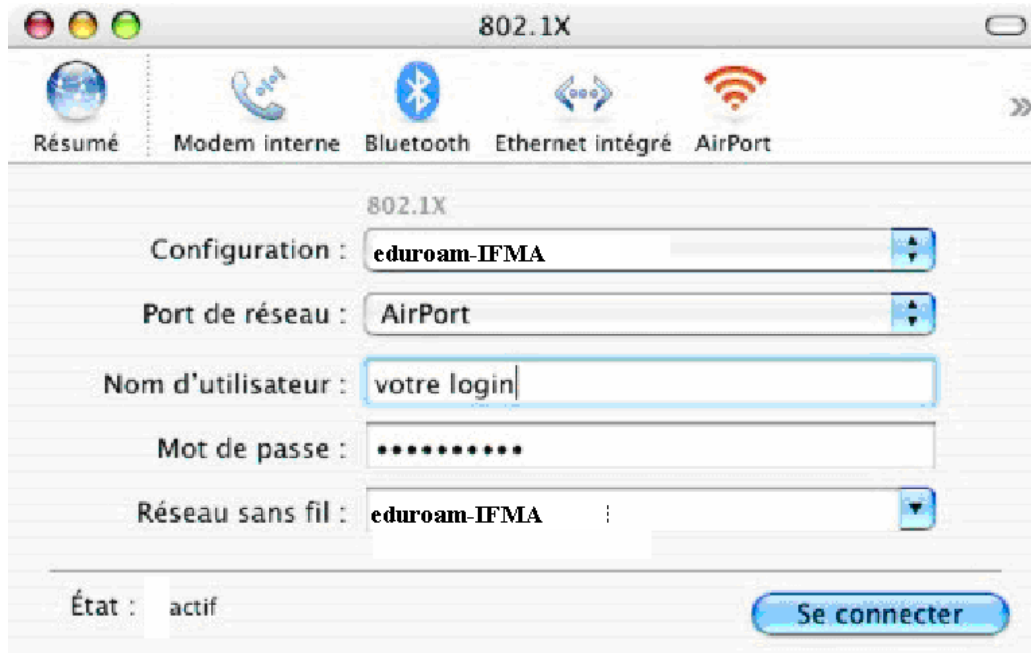 802.1X
Résumé Modem interne Bluetooth Ethernet intégré AirPort
802.1X
Configuration : eduroam-IFMA
Port de réseau : AirPort
Nom d'utilisateur : votre login
Mot de passe : ••••••••••
Réseau sans fil : eduroam-IFMA
État : actif Se connecter